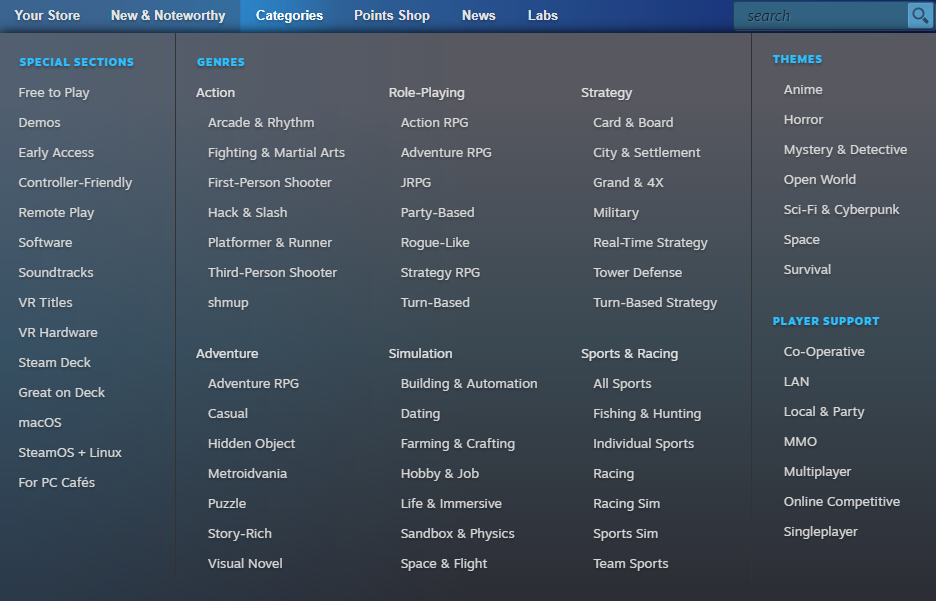 Your Store
New & Noteworthy
Categories
Points Shop
News
Labs
search
SPECIAL SECTIONS
Free to Play
Demos
Early Access
Controller-Friendly
Remote Play
Software
Soundtracks
VR Titles
VR Hardware
Steam Deck
Great on Deck
macOS
SteamOS + Linux
For PC Cafés
GENRES
Action
Arcade & Rhythm
Fighting & Martial Arts
First-Person Shooter
Hack & Slash
Platformer & Runner
Third-Person Shooter
shmup
Adventure
Adventure RPG
Casual
Hidden Object
Metroidvania
Puzzle
Story-Rich
Visual Novel
Role-Playing
Action RPG
Adventure RPG
JRPG
Party-Based
Rogue-Like
Strategy RPG
Turn-Based
Simulation
Building & Automation
Dating
Farming & Crafting
Hobby & Job
Life & Immersive
Sandbox & Physics
Space & Flight
Strategy
Card & Board
City & Settlement
Grand & 4X
Military
Real-Time Strategy
Tower Defense
Turn-Based Strategy
Sports & Racing
All Sports
Fishing & Hunting
Individual Sports
Racing
Racing Sim
Sports Sim
Team Sports
THEMES
Anime
Horror
Mystery & Detective
Open World
Sci-Fi & Cyberpunk
Space
Survival
PLAYER SUPPORT
Co-Operative
LAN
Local & Party
MMO
Multiplayer
Online Competitive
Singleplayer